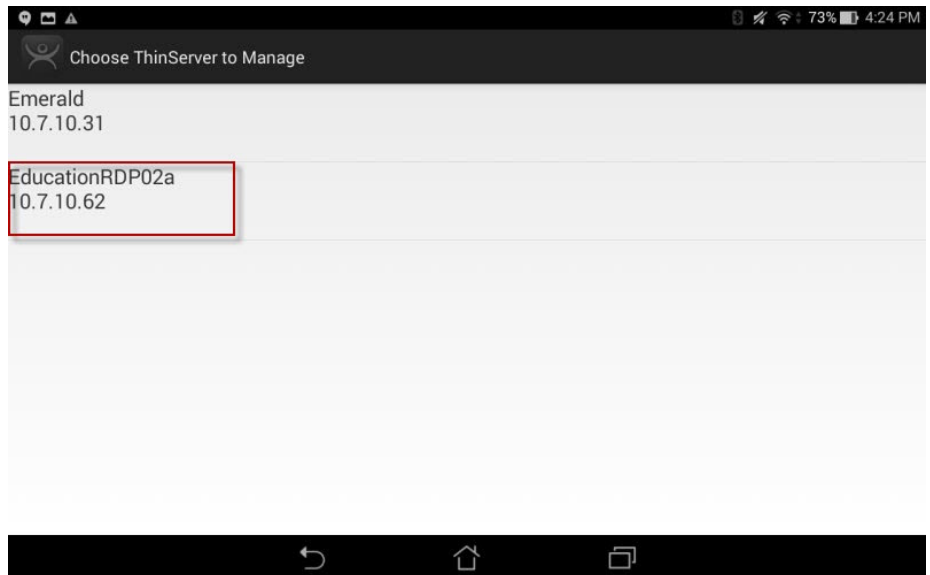 73% 4:24 PM
Choose ThinServer to Manage
Emerald
10.7.10.31
EducationRDP02a
10.7.10.62